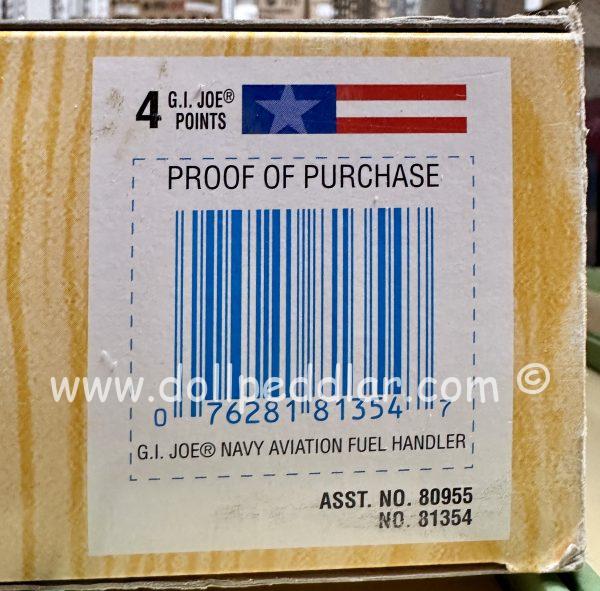 4 G.I. JOE®
POINTS
PROOF OF PURCHASE
www.dollpeddlar.com ©
0 76281 81354 7
G.I. JOE® NAVY AVIATION FUEL HANDLER
ASST. NO. 80955
NO. 81354